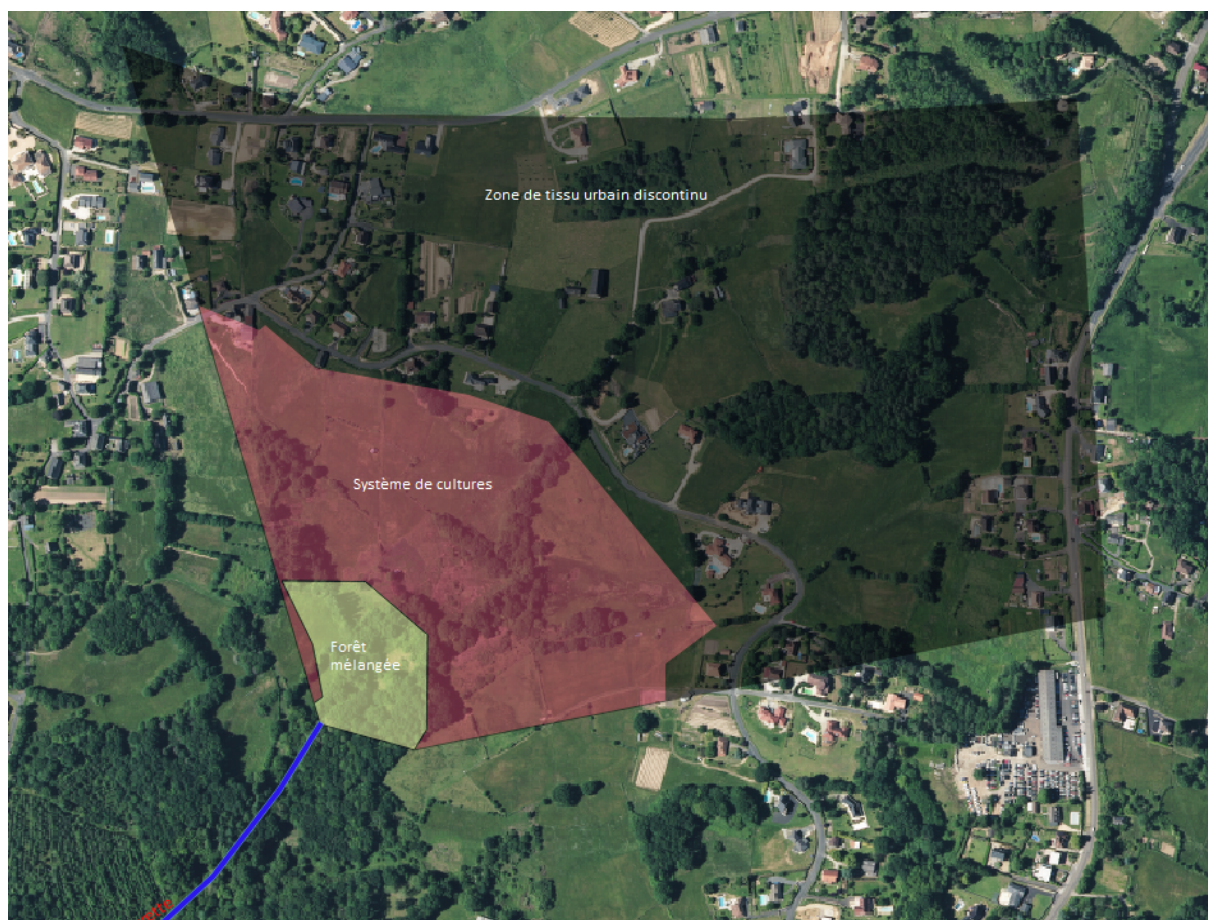 Zone de tissu urbain discontinu
Système de cultures
Forêt
mélangée